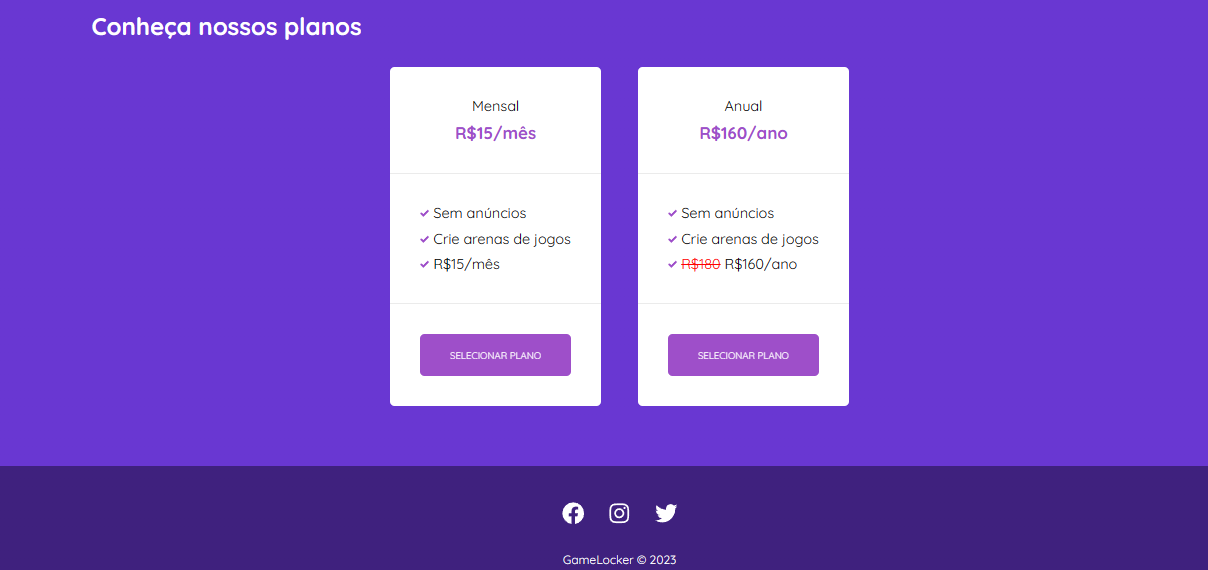 Conheça nossos planos
Mensal
R$15/mês
Sem anúncios
Crie arenas de jogos
R$15/mês
SELECIONAR PLANO
Anual
R$160/ano
Sem anúncios
Crie arenas de jogos
R$180 R$160/ano
SELECIONAR PLANO
GameLocker © 2023